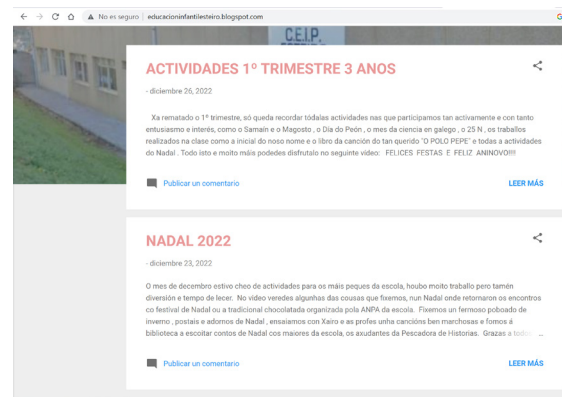 No es seguro | educacioninfantilesteiro.blogspot.com
C.E.I.P.
ACTIVIDADES 1º TRIMESTRE 3 ANOS
- diciembre 26, 2022
Xa rematado o 1º trimestre, só queda recordar tódalas actividades nas que participamos tan activamente e con tanto
entusiasmo e interés, como o Samaín e o Magosto , o Día do Peón , o mes da ciencia en galego , o 25 N , os traballos
realizados na clase como a inicial do noso nome e o libro da canción do tan querido "O POLO PEPE" e todas a actividades
do Nadal . Todo isto e moito máis podedes disfrutalo no seguinte vídeo: FELICES FESTAS E FELIZ ANINOVO!!!!
Publicar un comentario
LEER MÁS
NADAL 2022
- diciembre 23, 2022
O mes de decembro estivo cheo de actividades para os máis peques da escola, houbo moito traballo pero tamén
diversión e tempo de lecer. No vídeo veredes algunhas das cousas que fixemos, nun Nadal onde retornaron os encontros
co festival de Nadal ou a tradicional chocolatada organizada pola ANPA da escola. Fixemos un fermoso poboado de
inverno , postais e adornos de Nadal , ensaiamos con Xairo e as profes unha cancións ben marchosas e fomos á
biblioteca a escoitar contos de Nadal cos maiores da escola, os axudantes da Pescadora de Historias. Grazas a todo ...
Publicar un comentario
LEER MÁS